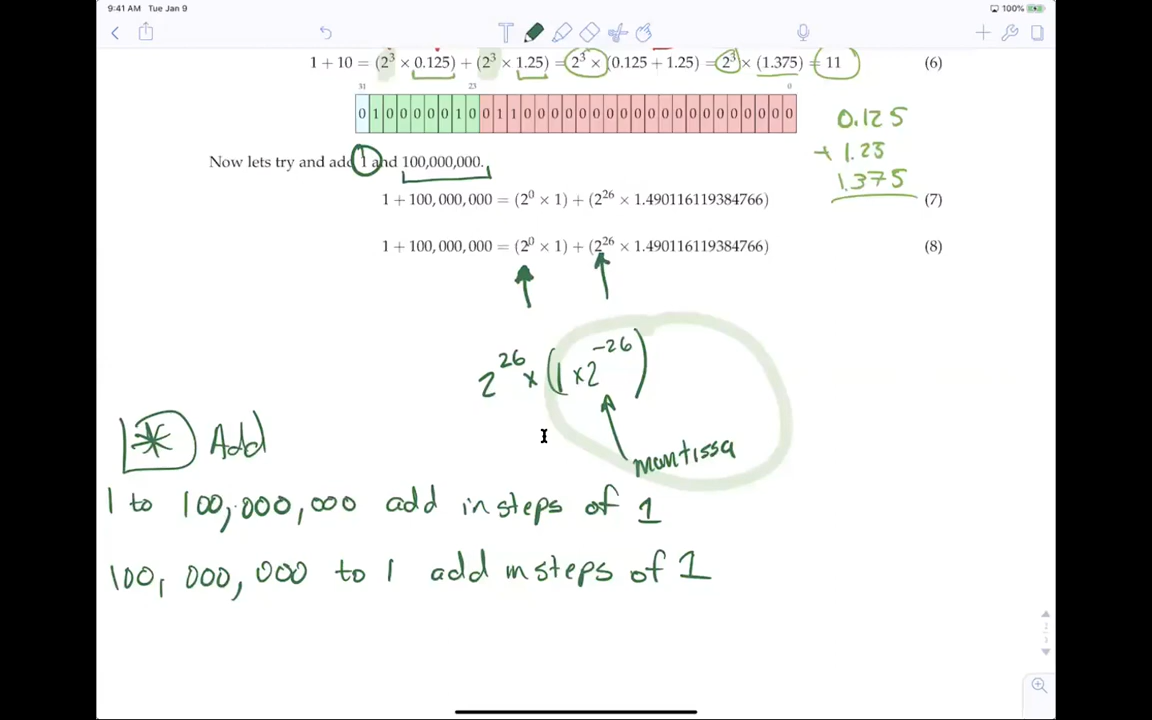 9:41 AM Tue Jan 9
100%
T
1 + 10 = (2³ × 0.125) + (2³ × 1.25) = 2³ × (0.125 + 1.25) = 2³ × (1.375) = 11 (6)
31 23 0
0 1 0 0 0 0 0 1 0 0 1 1 0 0 0 0 0 0 0 0 0 0 0 0 0 0 0 0 0 0 0 0
0.125
+ 1.25
1.375
Now lets try and add 1 and 100,000,000.
1 + 100,000,000 = (2⁰ × 1) + (2²⁶ × 1.490116119384766) (7)
1 + 100,000,000 = (2⁰ × 1) + (2²⁶ × 1.490116119384766) (8)
2²⁶ × (1 × 2⁻²⁶)
mantissa
* Add
1 to 100,000,000 add in steps of 1
100,000,000 to 1 add in steps of 1